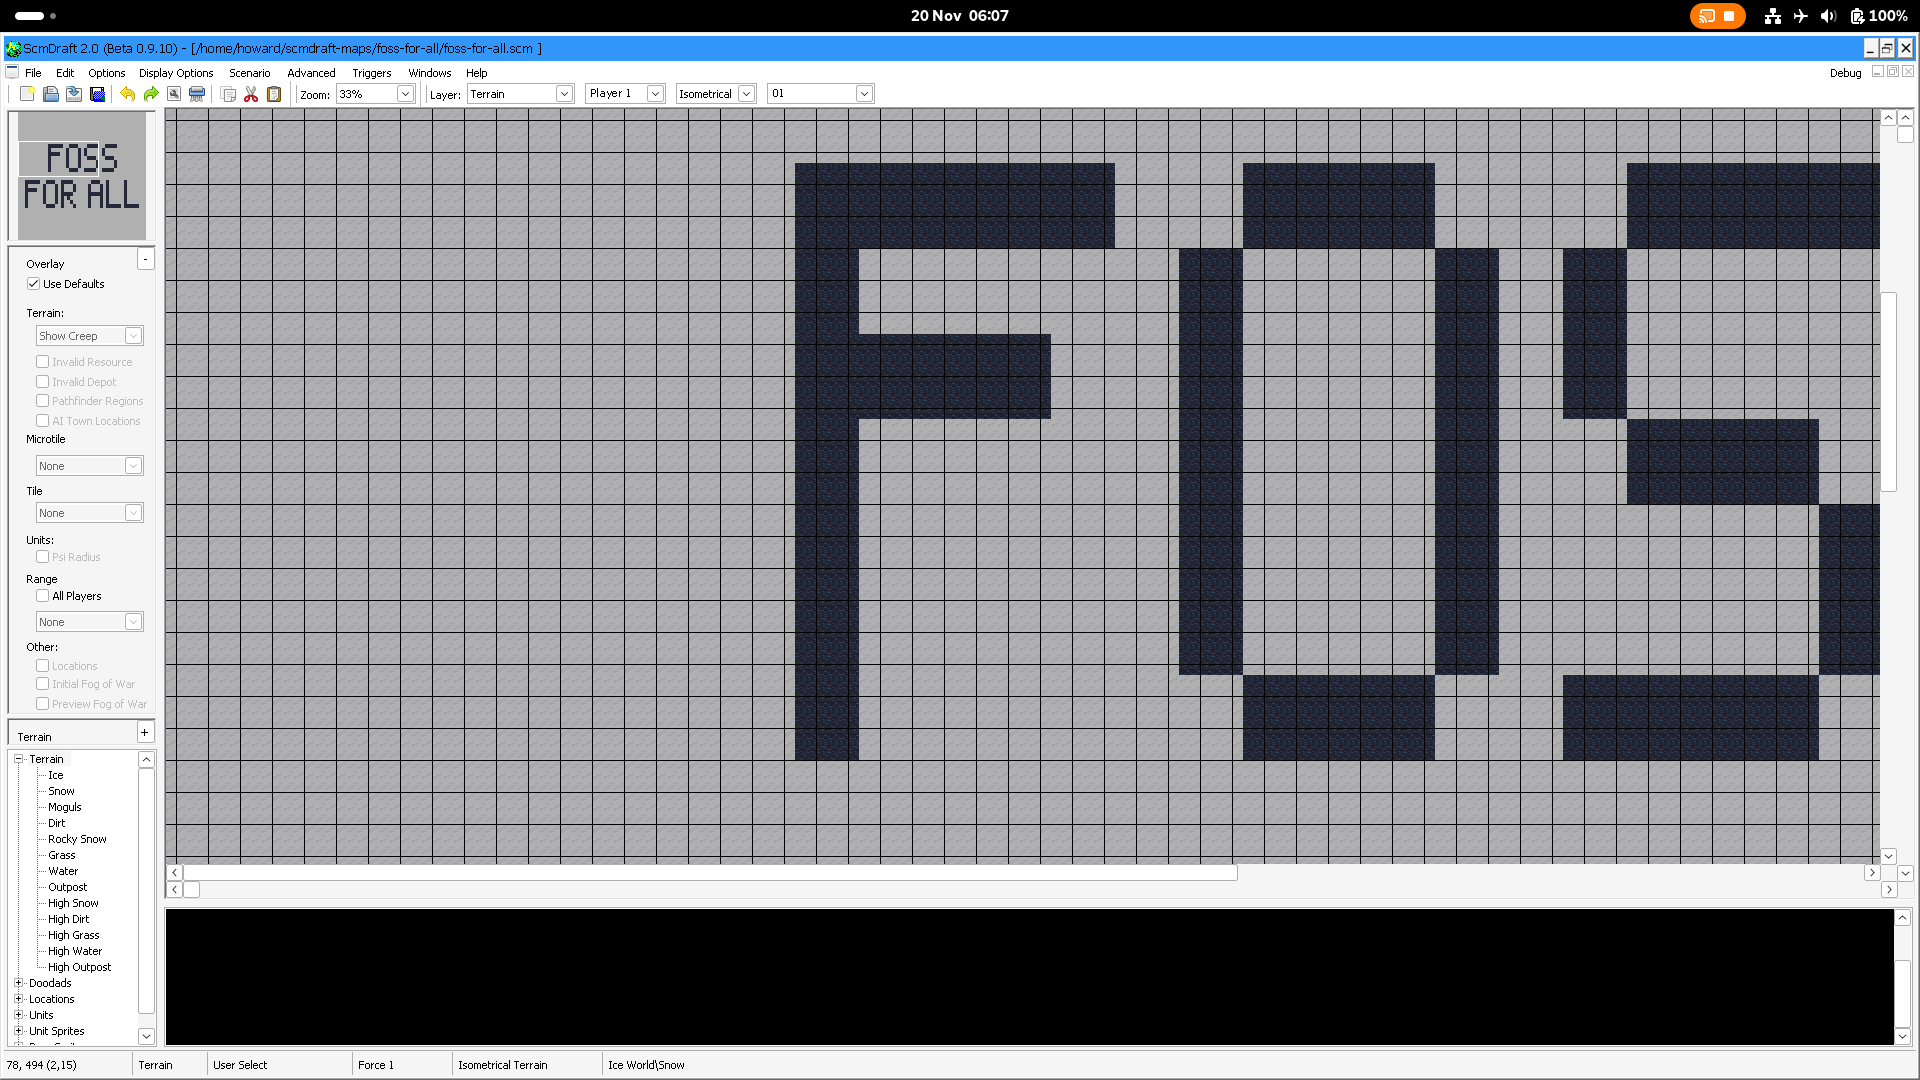 20 Nov 06:07
100%
ScmDraft 2.0 (Beta 0.9.10) - [/home/howard/scmdraft-maps/foss-for-all/foss-for-all.scm ]
File Edit Options Display Options Scenario Advanced Triggers Windows Help Debug
Zoom: 33% Layer: Terrain Player 1 Isometrical 01
FOSS
FOR ALL
FOS
Overlay -
Use Defaults
Terrain:
Show Creep
Invalid Resource
Invalid Depot
Pathfinder Regions
AI Town Locations
Microtile
None
Tile
None
Units:
Psi Radius
Range
All Players
None
Other:
Locations
Initial Fog of War
Preview Fog of War
Terrain +
Terrain
Ice
Snow
Moguls
Dirt
Rocky Snow
Grass
Water
Outpost
High Snow
High Dirt
High Grass
High Water
High Outpost
Doodads
Locations
Units
Unit Sprites
78, 494 (2,15) Terrain User Select Force 1 Isometrical Terrain Ice World\Snow